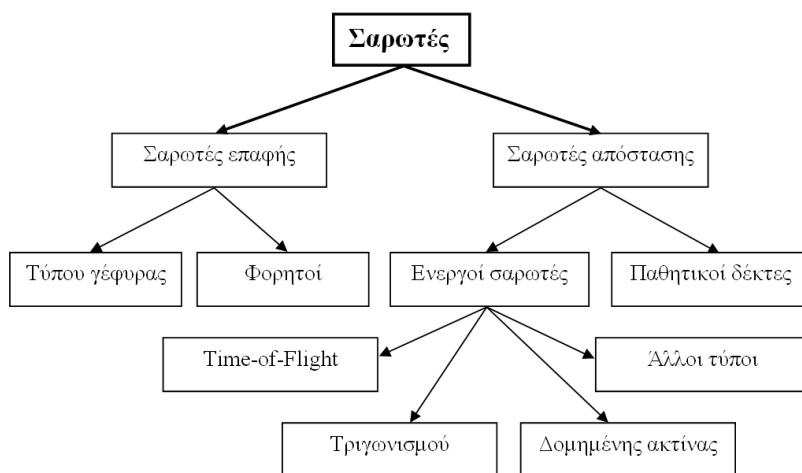 Σαρωτές
Σαρωτές επαφής
Σαρωτές απόστασης
Τύπου γέφυρας
Φορητοί
Ενεργοί σαρωτές
Παθητικοί δέκτες
Time-of-Flight
Άλλοι τύποι
Τριγωνισμού
Δομημένης ακτίνας